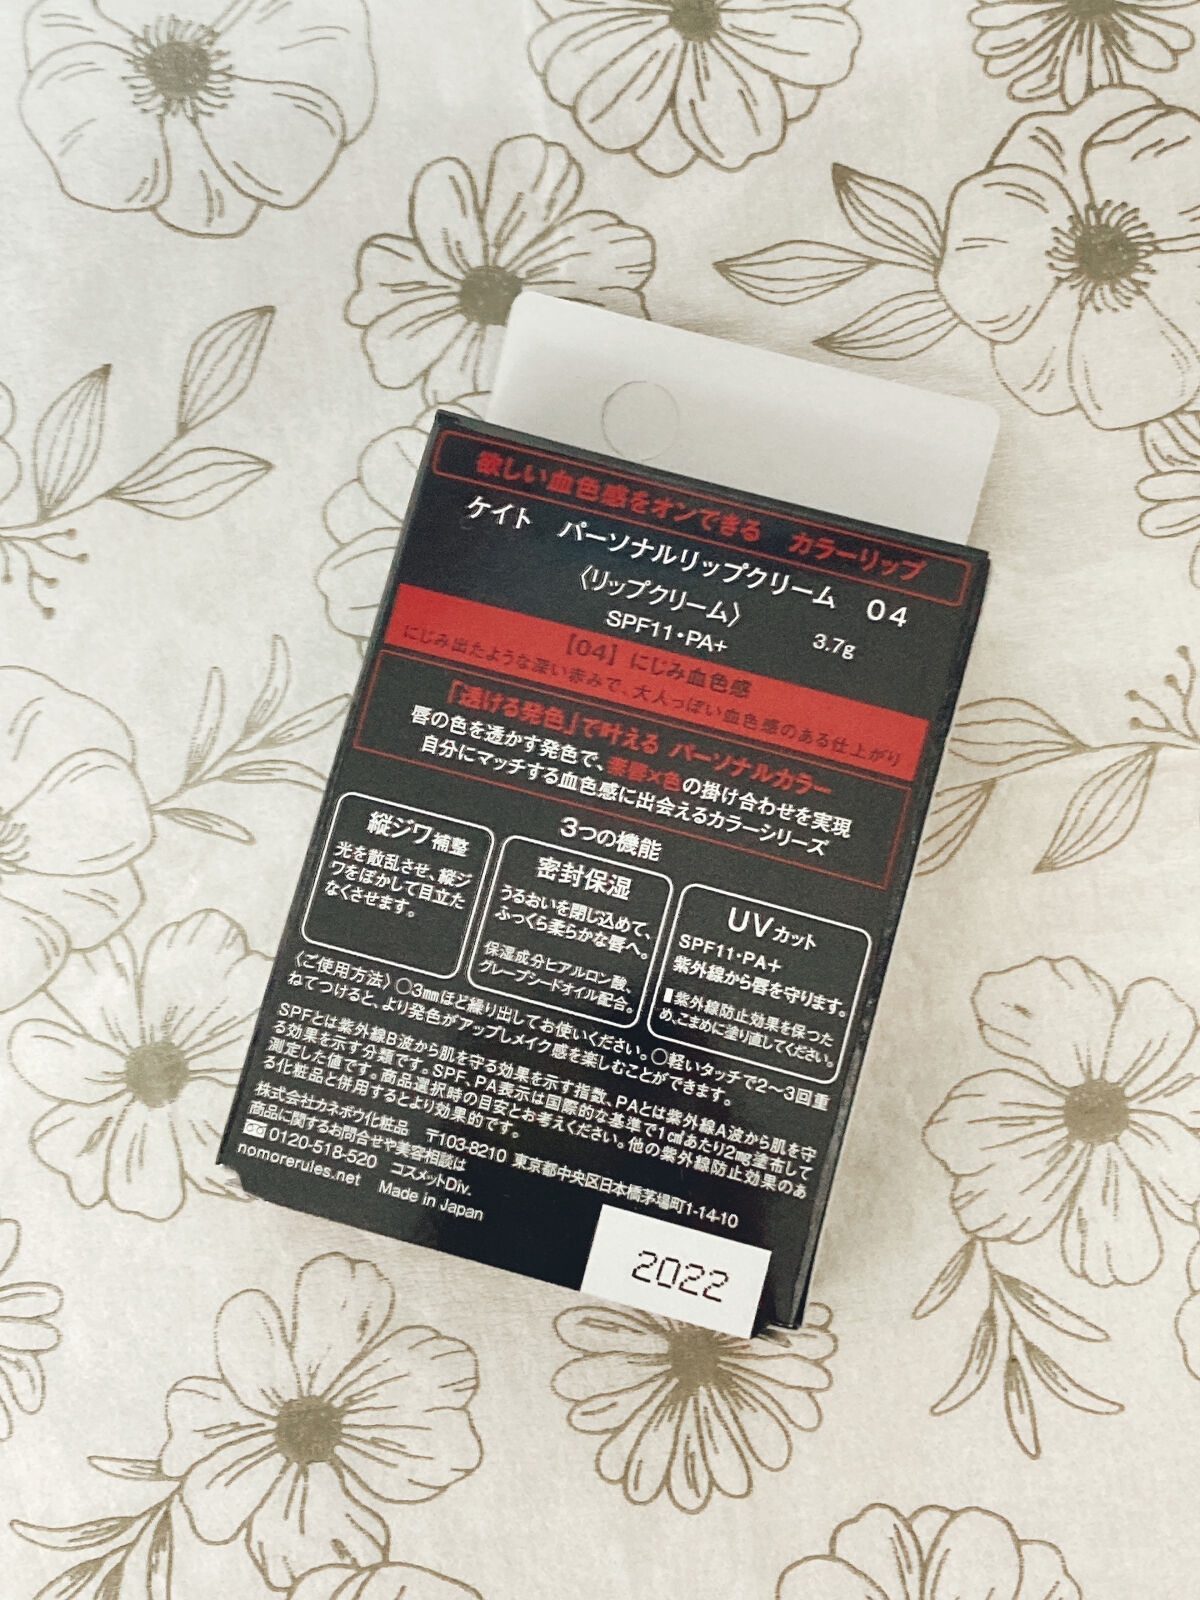 欲しい血色感をオンできる カラーリップ
ケイト パーソナルリップクリーム 04
〈リップクリーム〉
SPF11・PA+ 3.7g
[04] にじみ血色感
にじみ出たような深い赤みで、大人っぽい血色感のある仕上がり
「透ける発色」で叶える パーソナルカラー
唇の色を透かす発色で、素唇×色の掛け合わせを実現
自分にマッチする血色感に出会えるカラーシリーズ
3つの機能
縦ジワ補整
光を散乱させ、縦ジ
ワをぼかして目立た
なくさせます。
密封保湿
うるおいを閉じ込めて、
ふっくら柔らかな唇へ。
保湿成分ヒアルロン酸、
グレープシードオイル配合。
UVカット
SPF11・PA+
紫外線から唇を守ります。
■紫外線防止効果を保つた
め、こまめに塗り直してください。
〈ご使用方法〉○3㎜ほど繰り出してお使いください。○軽いタッチで2〜3回重
ねてつけると、より発色がアップしメイク感を楽しむことができます。
SPFとは紫外線B波から肌を守る効果を示す指数、PAとは紫外線A波から肌を守
る効果を示す分類です。SPF、PA表示は国際的な基準で1㎠あたり2㎎塗布して
測定した値です。商品選択時の目安とお考えください。他の紫外線防止効果のあ
る化粧品と併用するとより効果的です。
株式会社カネボウ化粧品 〒103-8210 東京都中央区日本橋茅場町1-14-10
商品に関するお問合せや美容相談は
0120-518-520 コスメットDiv.
nomorerules.net Made in Japan
2022